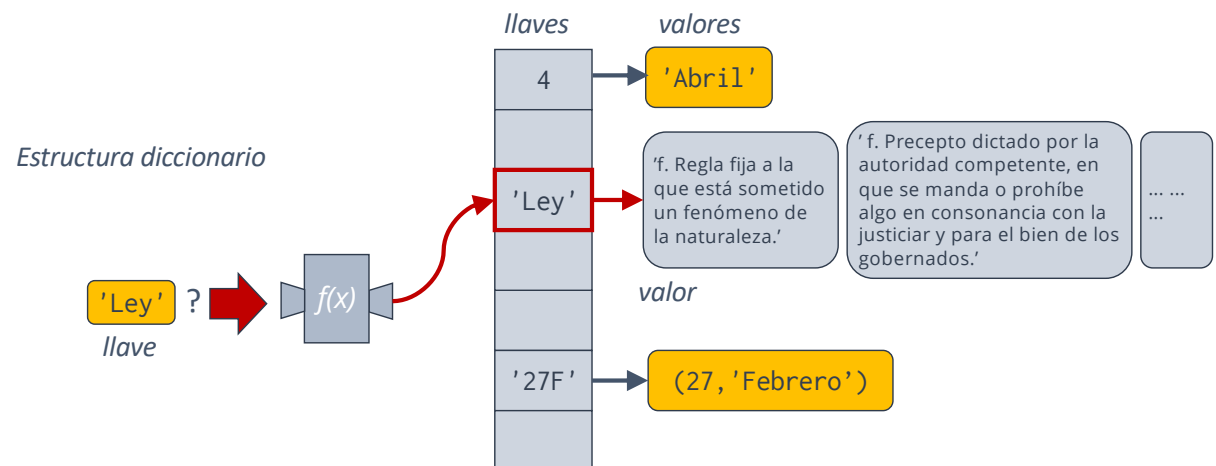 llaves
valores
4
'Abril'
Estructura diccionario
'Ley'
'f. Regla fija a la
que está sometido
un fenómeno de
la naturaleza.'
' f. Precepto dictado por la
autoridad competente, en
que se manda o prohíbe
algo en consonancia con la
justiciar y para el bien de los
gobernados.'
... ...
...
valor
'Ley' ?
f(x)
llave
'27F'
(27,'Febrero')